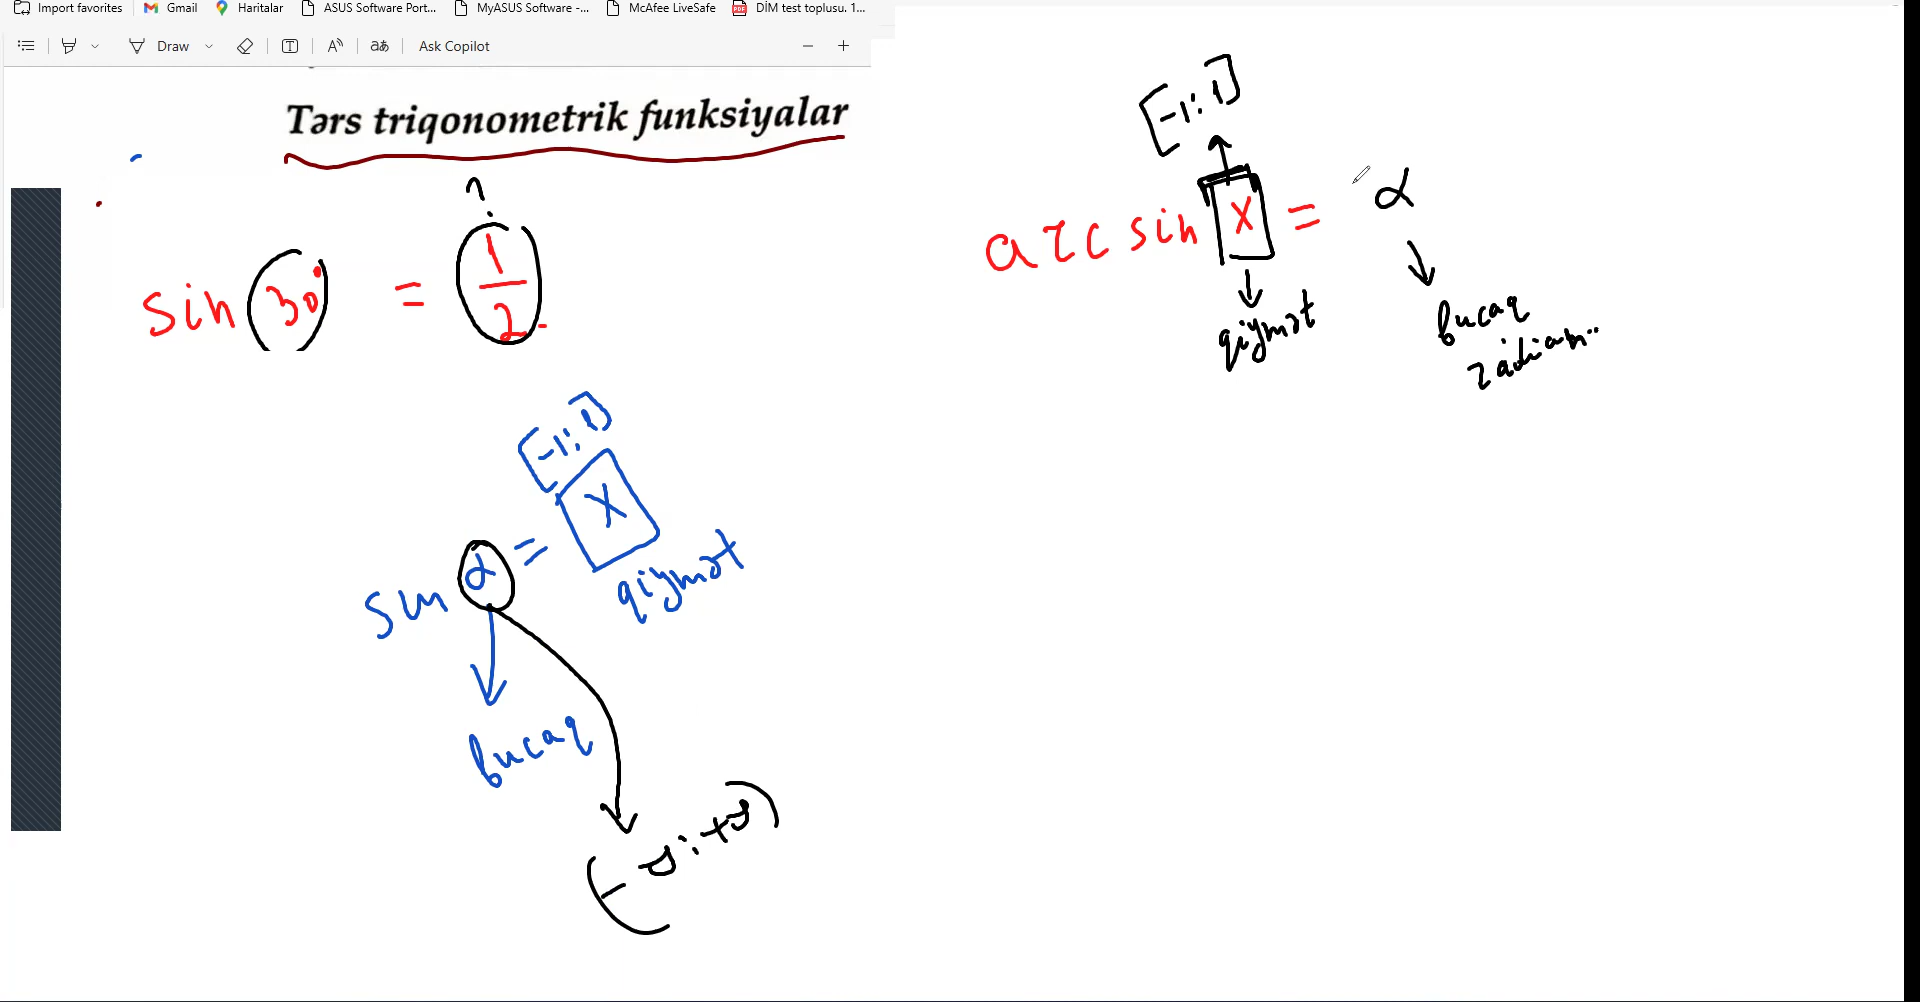 Import favorites Gmail Haritalar ASUS Software Port... MyASUS Software -... McAfee LiveSafe DİM test toplusu. 1...
Draw Ask Copilot
Tərs triqonometrik funksiyalar
?
sin 30° = 1/2
[-1; 1]
sin α = x
qiymət
bucaq
(-∞; +∞)
[-1; 1]
arc sin x = α
qiymət
bucaq
radian..